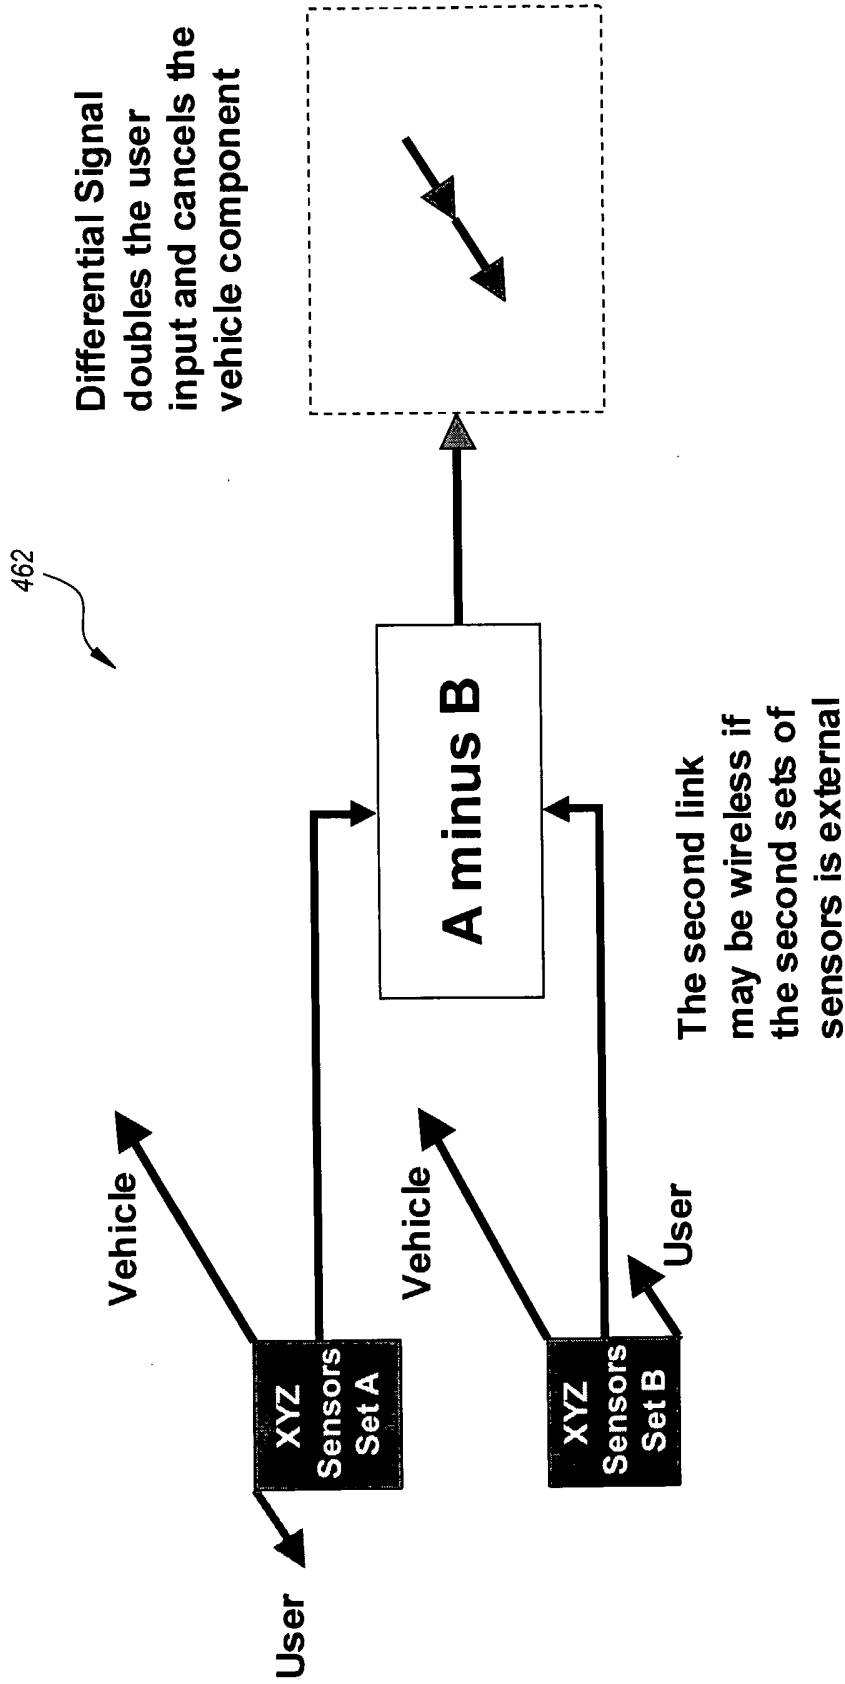 462
Differential Signal
doubles the user
input and cancels the
vehicle component
User
XYZ
Sensors
Set A
Vehicle
A minus B
XYZ
Sensors
Set B
Vehicle
User
The second link
may be wireless if
the second sets of
sensors is external